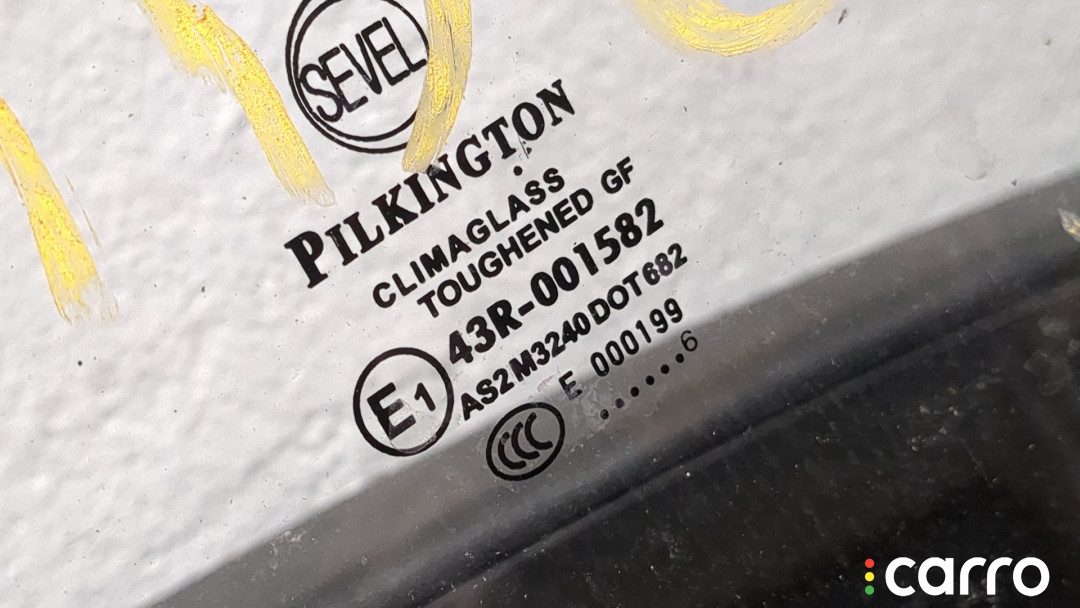 SEVEL
PILKINGTON
CLIMAGLASS
TOUGHENED GF
43R-001582
E1 AS2 M3240 DOT682
CCC E 000199
......6
carro